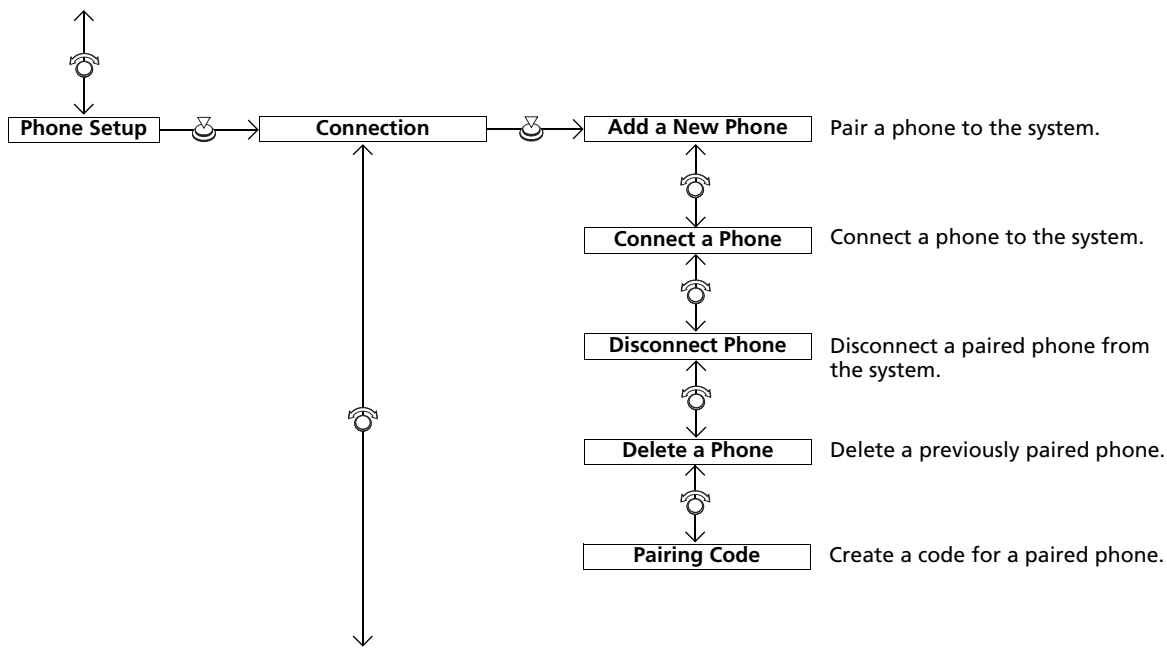 Phone Setup
Connection
Add a New Phone
Pair a phone to the system.
Connect a Phone
Connect a phone to the system.
Disconnect Phone
Disconnect a paired phone from
the system.
Delete a Phone
Delete a previously paired phone.
Pairing Code
Create a code for a paired phone.